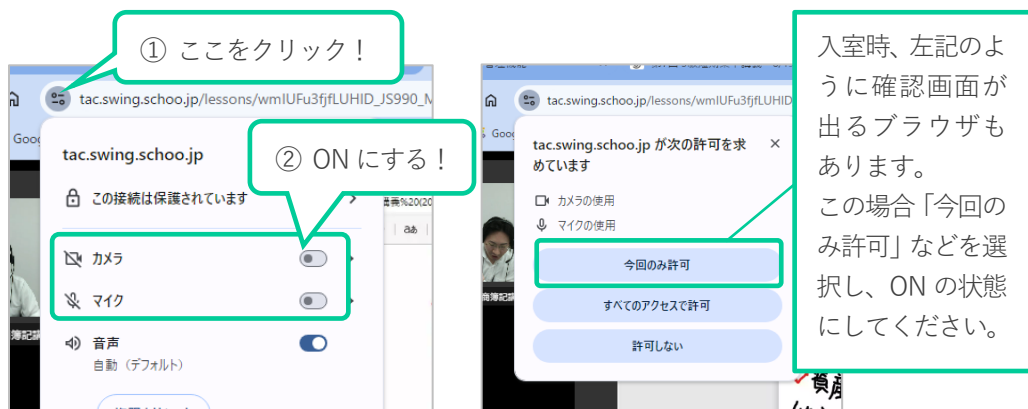 ① ここをクリック！
tac.swing.schoo.jp/lessons/wmIUFu3fjfLUHID_JS990_M
Goog
tac.swing.schoo.jp
② ON にする！
この接続は保護されています
%20(20
カメラ
マイク
音声
自動（デフォルト）
tac.swing.schoo.jp/lessons/wmIUFu3fjfLUHID
Goog
tac.swing.schoo.jp が次の許可を求
めています
カメラの使用
マイクの使用
今回のみ許可
すべてのアクセスで許可
許可しない
資産
入室時、左記のよ
うに確認画面が
出るブラウザも
あります。
この場合「今回の
み許可」などを選
択し、ON の状態
にしてください。